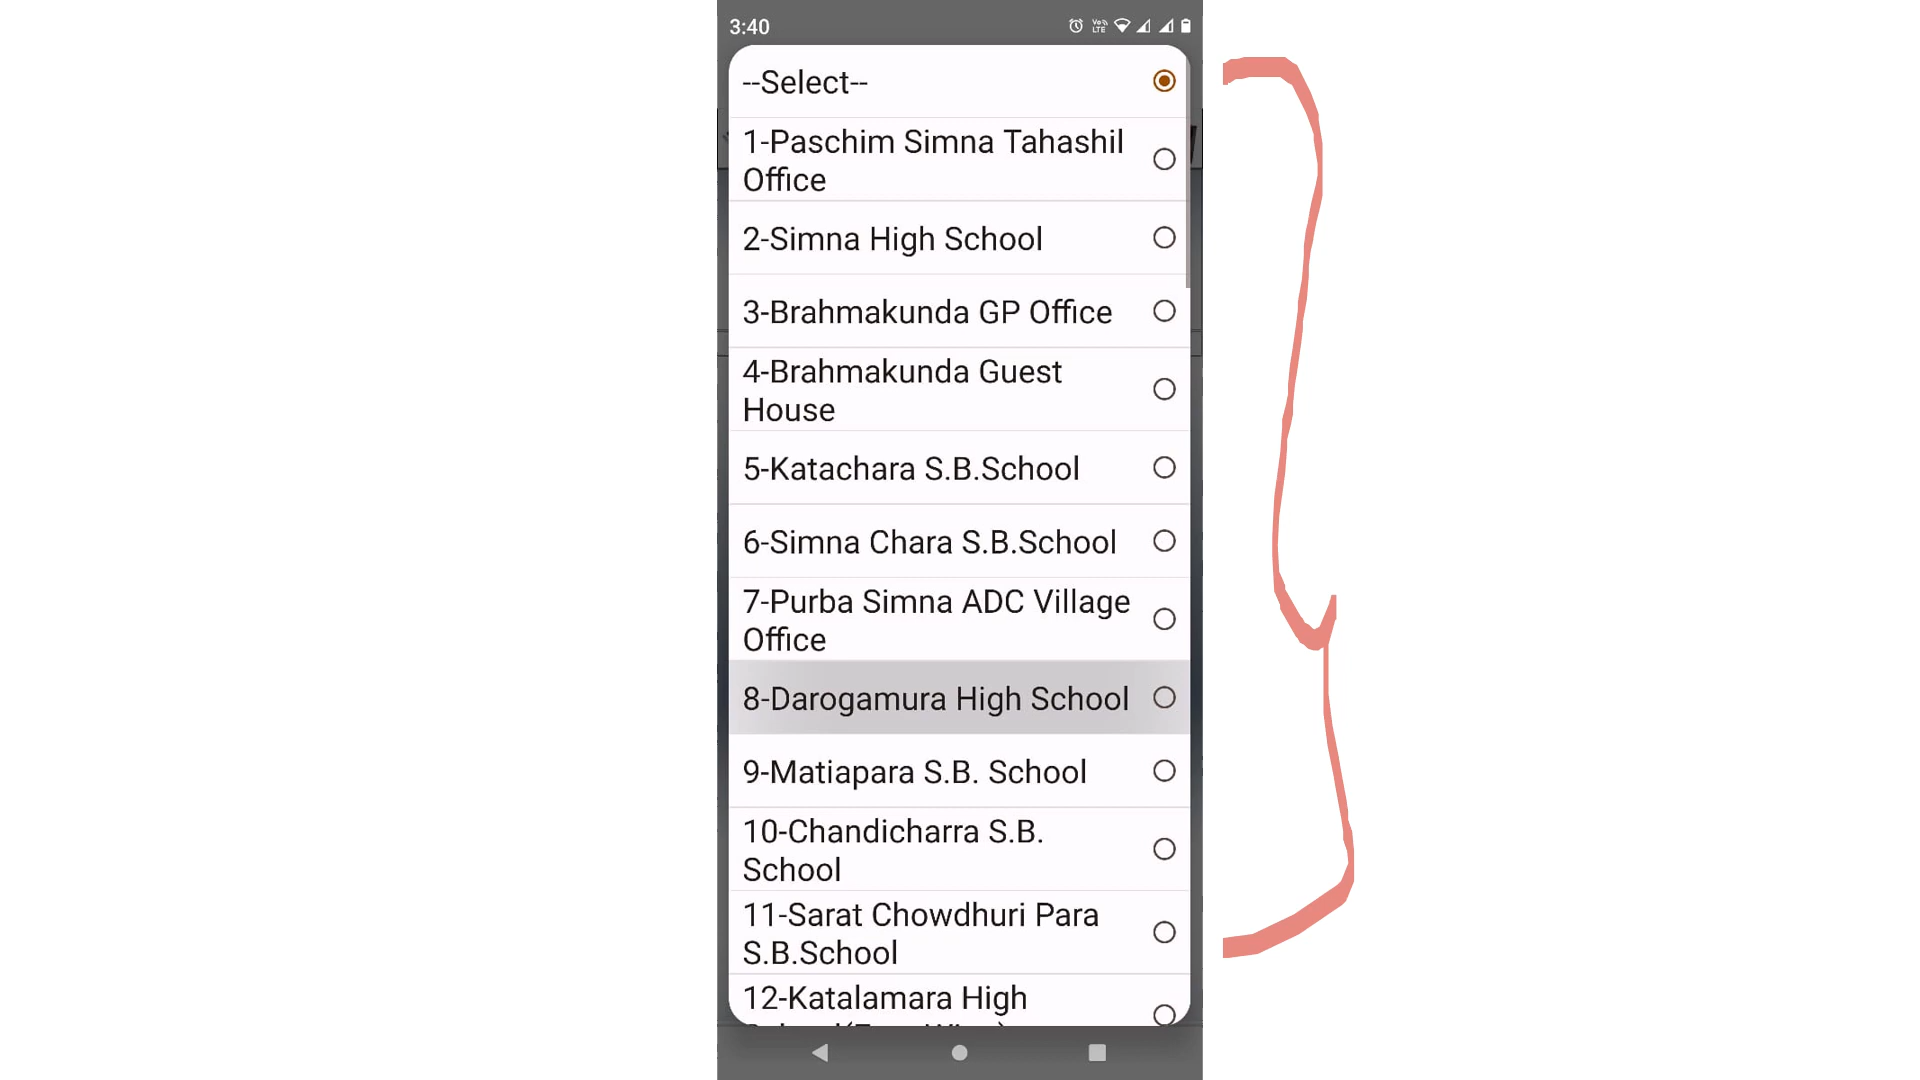 3:40
Vo)) LTE
--Select--
1-Paschim Simna Tahashil
Office
2-Simna High School
3-Brahmakunda GP Office
4-Brahmakunda Guest
House
5-Katachara S.B.School
6-Simna Chara S.B.School
7-Purba Simna ADC Village
Office
8-Darogamura High School
9-Matiapara S.B. School
10-Chandicharra S.B.
School
11-Sarat Chowdhuri Para
S.B.School
12-Katalamara High